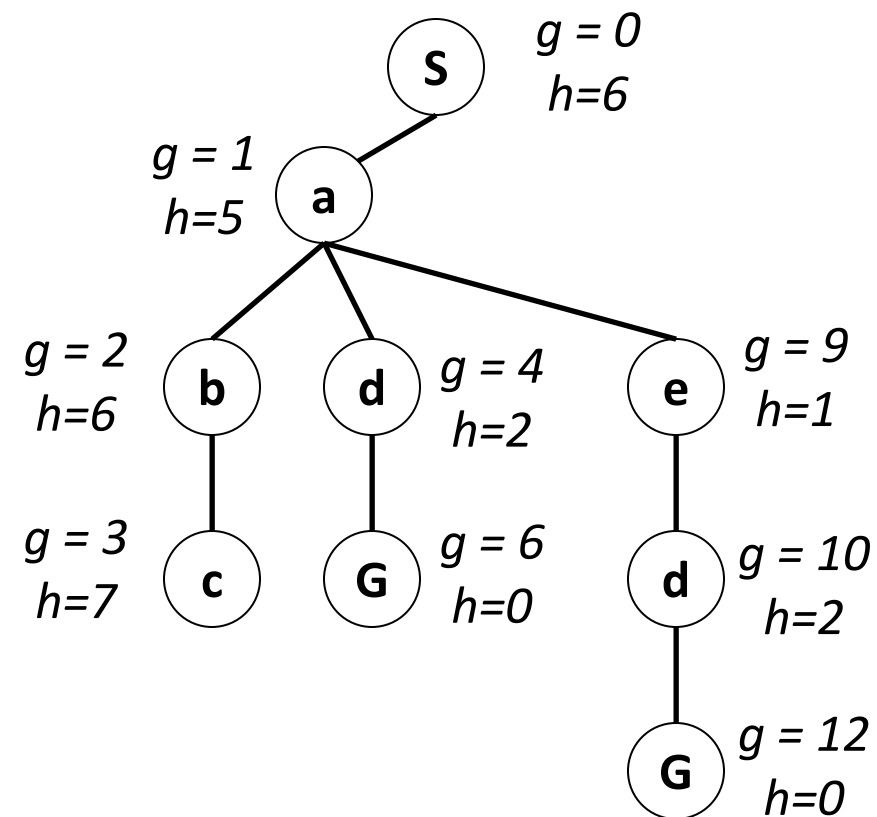 S
g = 0
h=6
g = 1
h=5
a
g = 2
h=6
b
d
g = 4
h=2
e
g = 9
h=1
g = 3
h=7
c
G
g = 6
h=0
d
g = 10
h=2
G
g = 12
h=0